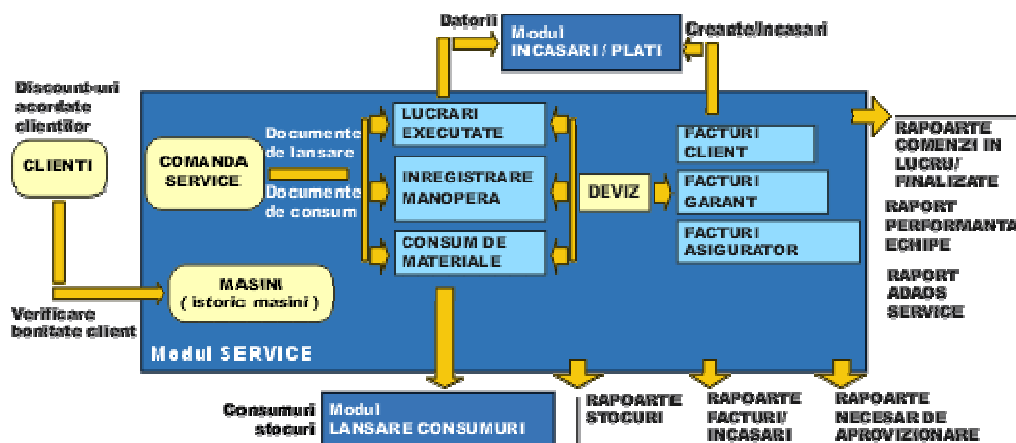 Datorii
Modul
INCASARI / PLATI
Creante/Incasari
Discount-uri
acordate
clientilor
CLIENTI
COMANDA
SERVICE
Documente
de lansare
Documente
de consum
LUCRARI
EXECUTATE
INREGISTRARE
MANOPERA
CONSUM DE
MATERIALE
DEVIZ
FACTURI
CLIENT
FACTURI
GARANT
FACTURI
ASIGURATOR
RAPOARTE
COMENZI IN
LUCRU/
FINALIZATE
RAPORT
PERFORMANTA
ECHIPE
RAPORT
ADAOS
SERVICE
MASINI
( istoric masini )
Verificare
bonitate client
Modul SERVICE
Consumuri
stocuri
Modul
LANSARE CONSUMURI
RAPOARTE
STOCURI
RAPOARTE
FACTURI/
INCASARI
RAPOARTE
NECESAR DE
APROVIZIONARE